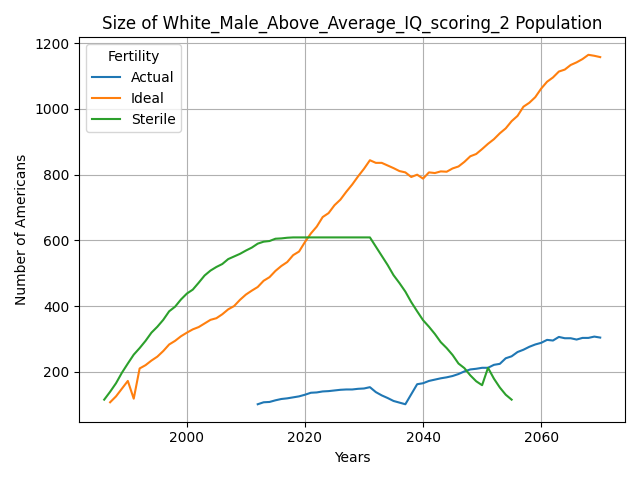 Size of White_Male_Above_Average_IQ_scoring_2 Population
Fertility
Actual
Ideal
Sterile
1200
1000
800
600
400
200
Number of Americans
2000
2020
2040
2060
Years